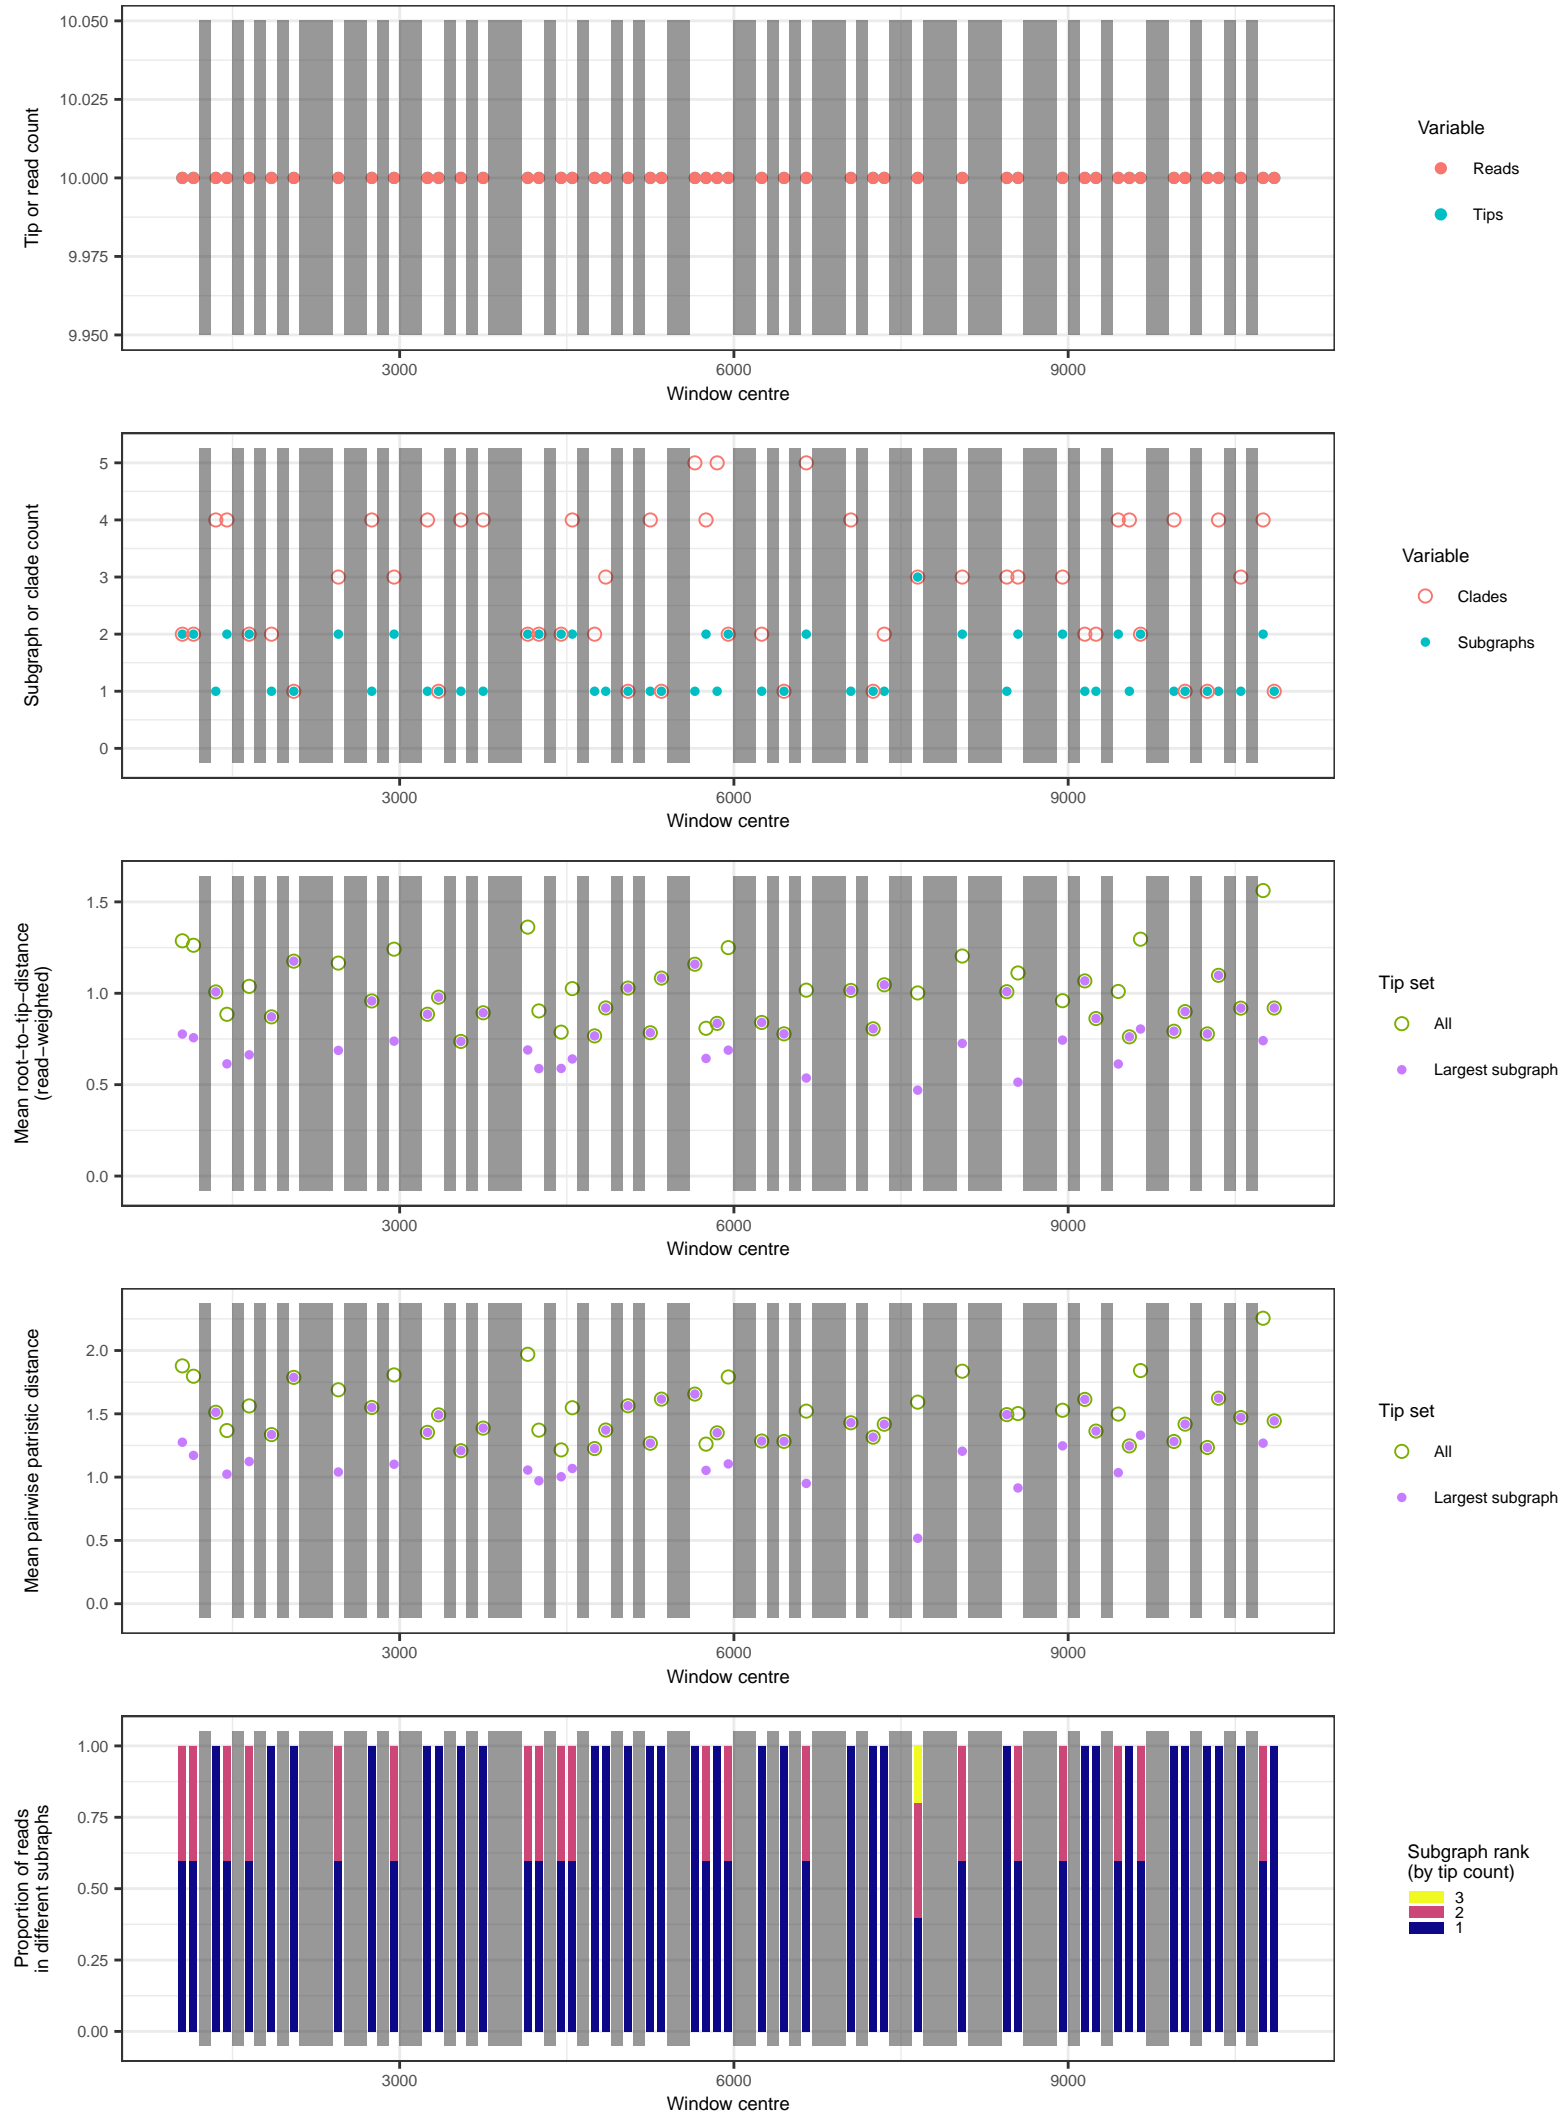 10.050
10.025
10.000
9.975
9.950
Tip or read count
3000
6000
9000
Window centre
Variable
Reads
Tips
5
4
3
2
1
0
Subgraph or clade count
3000
6000
9000
Window centre
Variable
Clades
Subgraphs
1.5
1.0
0.5
0.0
Mean root−to−tip−distance
(read−weighted)
3000
6000
9000
Window centre
Tip set
All
Largest subgraph
2.0
1.5
1.0
0.5
0.0
Mean pairwise patristic distance
3000
6000
9000
Window centre
Tip set
All
Largest subgraph
1.00
0.75
0.50
0.25
0.00
Proportion of reads
in different subraphs
3000
6000
9000
Window centre
Subgraph rank
(by tip count)
3
2
1